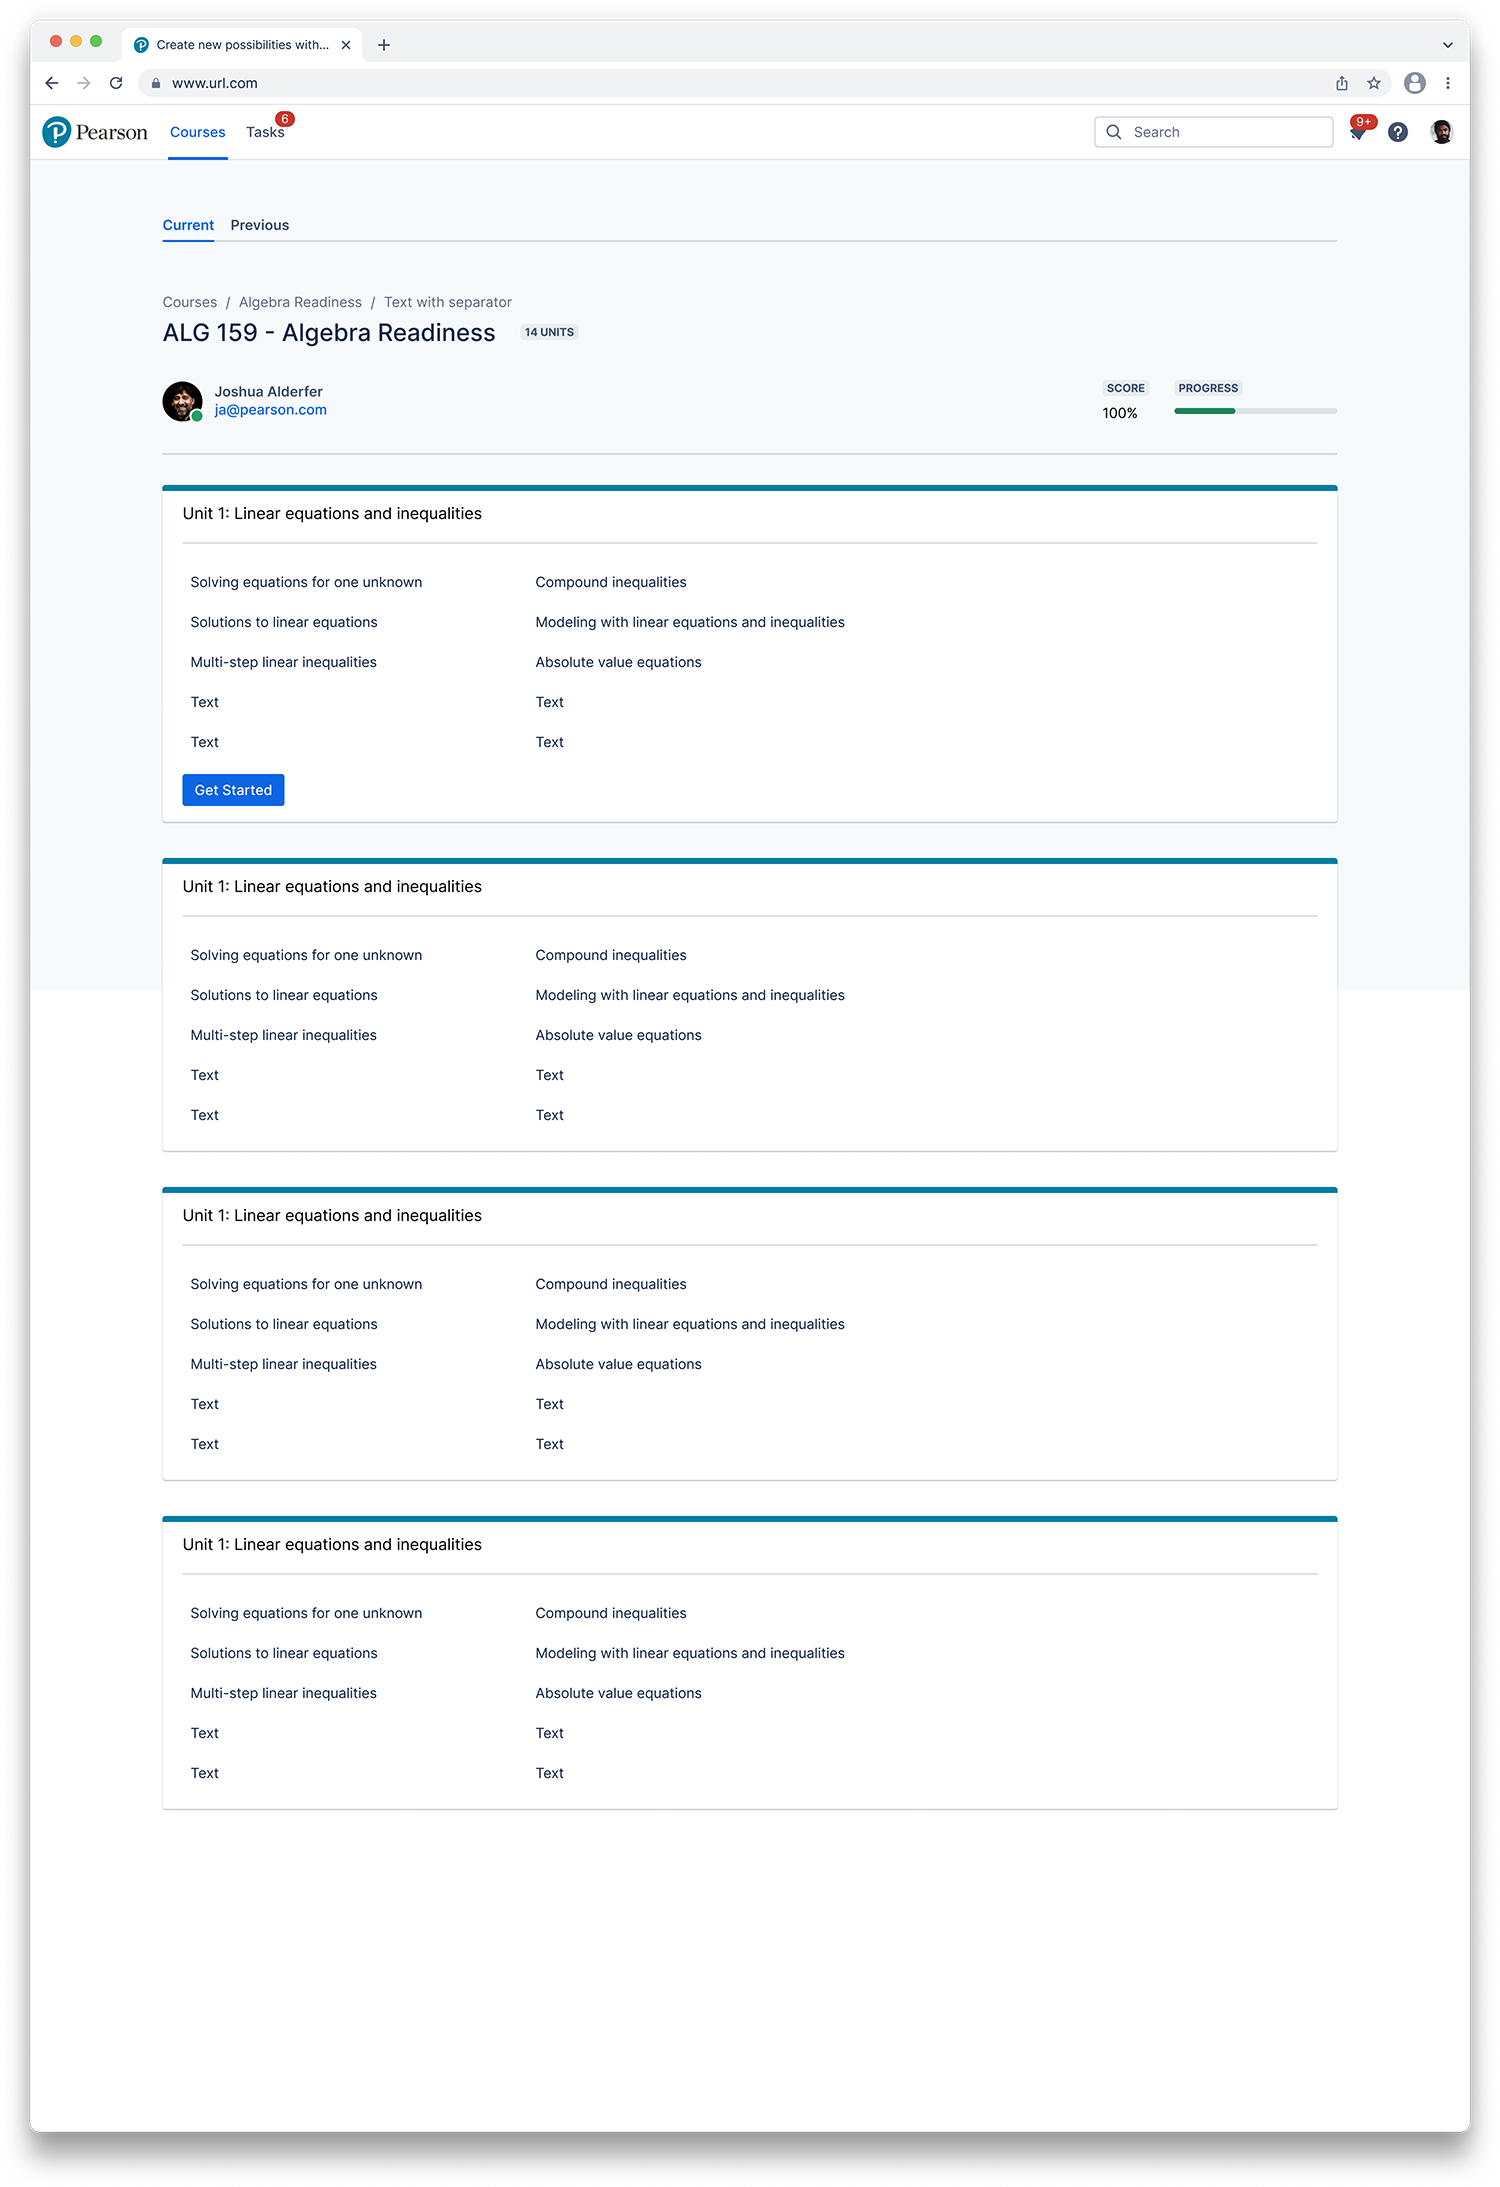 Create new possibilities with...
www.url.com
Pearson Courses Tasks 6 Search 9+ ?
Current Previous
Courses / Algebra Readiness / Text with separator
ALG 159 - Algebra Readiness 14 UNITS
Joshua Alderfer
ja@pearson.com
SCORE PROGRESS
100%
Unit 1: Linear equations and inequalities
Solving equations for one unknown Compound inequalities
Solutions to linear equations Modeling with linear equations and inequalities
Multi-step linear inequalities Absolute value equations
Text Text
Text Text
Get Started
Unit 1: Linear equations and inequalities
Solving equations for one unknown Compound inequalities
Solutions to linear equations Modeling with linear equations and inequalities
Multi-step linear inequalities Absolute value equations
Text Text
Text Text
Unit 1: Linear equations and inequalities
Solving equations for one unknown Compound inequalities
Solutions to linear equations Modeling with linear equations and inequalities
Multi-step linear inequalities Absolute value equations
Text Text
Text Text
Unit 1: Linear equations and inequalities
Solving equations for one unknown Compound inequalities
Solutions to linear equations Modeling with linear equations and inequalities
Multi-step linear inequalities Absolute value equations
Text Text
Text Text